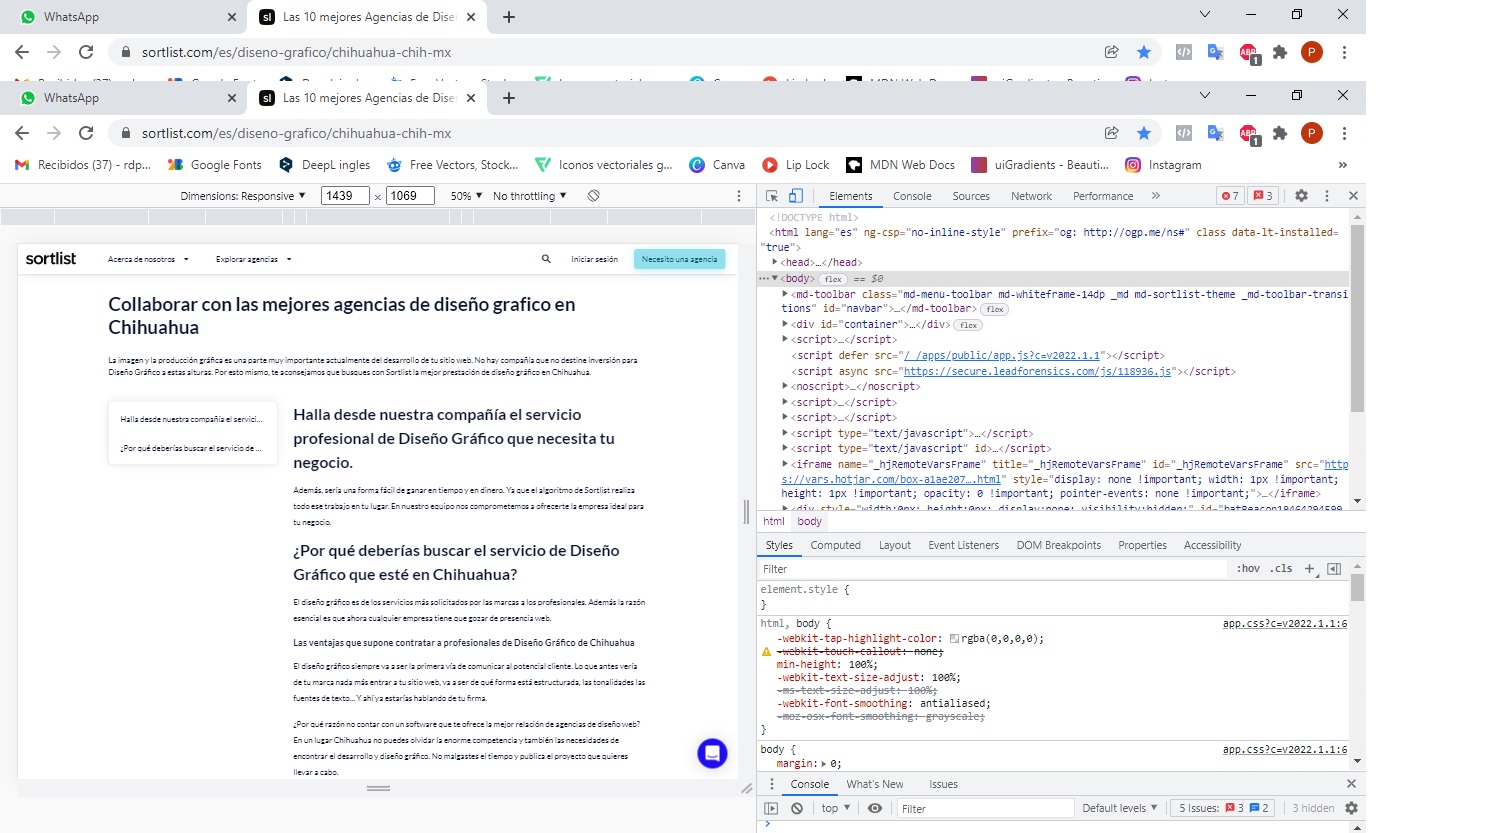 WhatsApp
Las 10 mejores Agencias de Dise
sortlist.com/es/diseno-grafico/chihuahua-chih-mx
ABP 1
P
WhatsApp
Las 10 mejores Agencias de Dise
sortlist.com/es/diseno-grafico/chihuahua-chih-mx
ABP 1
P
Recibidos (37) - rdp... Google Fonts DeepL ingles Free Vectors, Stock... Iconos vectoriales g... Canva Lip Lock MDN Web Docs uiGradients - Beauti... Instagram »
Dimensions: Responsive ▼ 1439 × 1069 50% ▼ No throttling ▼
sortlist Acerca de nosotros Explorar agencias Iniciar sesión Necesito una agencia
Collaborar con las mejores agencias de diseño grafico en
Chihuahua
La imagen y la producción gráfica es una parte muy importante actualmente del desarrollo de tu sitio web. No hay compañía que no destine inversión para
Diseño Gráfico a estas alturas. Por esto mismo, te aconsejamos que busques con Sortlist la mejor prestación de diseño gráfico en Chihuahua.
Halla desde nuestra compañía el servici...
¿Por qué deberías buscar el servicio de ...
Halla desde nuestra compañía el servicio
profesional de Diseño Gráfico que necesita tu
negocio.
Además, sería una forma fácil de ganar en tiempo y en dinero. Ya que el algoritmo de Sortlist realiza
todo ese trabajo en tu lugar. En nuestro equipo nos comprometemos a ofrecerte la empresa ideal para
tu negocio.
¿Por qué deberías buscar el servicio de Diseño
Gráfico que esté en Chihuahua?
El diseño gráfico es de los servicios más solicitados por las marcas a los profesionales. Además la razón
esencial es que ahora cualquier empresa tiene que gozar de presencia web.
Las ventajas que supone contratar a profesionales de Diseño Gráfico de Chihuahua
El diseño gráfico siempre va a ser la primera vía de comunicar al potencial cliente. Lo que antes vería
de tu marca nada más entrar a tu sitio web, va a ser de qué forma está estructurada, las tonalidades las
fuentes de texto... Y ahí ya estarías hablando de tu firma.
¿Por qué razón no contar con un software que te ofrece la mejor relación de agencias de diseño web?
En un lugar Chihuahua no puedes olvidar la enorme competencia y también las necesidades de
encontrar el desarrollo y diseño gráfico. No malgastes el tiempo y publica el proyecto que quieres
llevar a cabo.
Elements Console Sources Network Performance » 7 3
<!DOCTYPE html>
<html lang="es" ng-csp="no-inline-style" prefix="og: http://ogp.me/ns#" class data-lt-installed=
"true">
<head>…</head>
<body> flex == $0
<md-toolbar class="md-menu-toolbar md-whiteframe-14dp _md md-sortlist-theme _md-toolbar-transi
tions" id="navbar">…</md-toolbar> flex
<div id="container">…</div> flex
<script>…</script>
<script defer src="/ /apps/public/app.js?c=v2022.1.1"></script>
<script async src="https://secure.leadforensics.com/js/118936.js"></script>
<noscript>…</noscript>
<script>…</script>
<script>…</script>
<script type="text/javascript">…</script>
<script type="text/javascript" id>…</script>
<iframe name="_hjRemoteVarsFrame" title="_hjRemoteVarsFrame" id="_hjRemoteVarsFrame" src="http
s://vars.hotjar.com/box-a1ae207….html" style="display: none !important; width: 1px !important;
height: 1px !important; opacity: 0 !important; pointer-events: none !important;">…</iframe>
html body
Styles Computed Layout Event Listeners DOM Breakpoints Properties Accessibility
Filter :hov .cls +
element.style {
}
html, body { app.css?c=v2022.1.1:6
-webkit-tap-highlight-color: rgba(0,0,0,0);
-webkit-touch-callout: none;
min-height: 100%;
-webkit-text-size-adjust: 100%;
-ms-text-size-adjust: 100%;
-webkit-font-smoothing: antialiased;
-moz-osx-font-smoothing: grayscale;
}
body { app.css?c=v2022.1.1:6
margin: 0;
Console What's New Issues
top ▼ Filter Default levels ▼ 5 Issues: 3 2 3 hidden